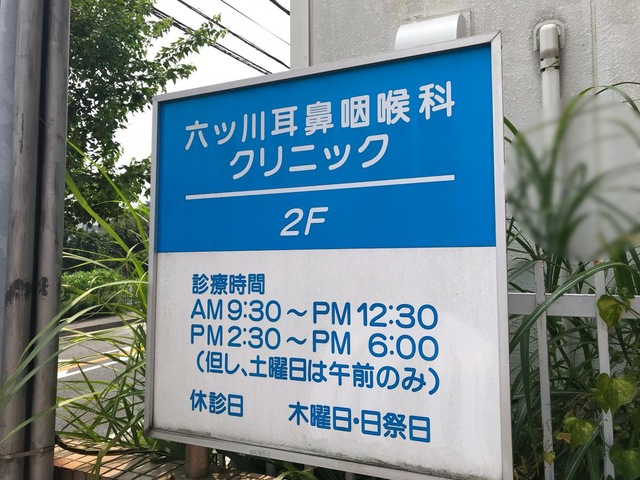 六ツ川耳鼻咽喉科
クリニック
2F
診療時間
AM 9:30～PM 12:30
PM 2:30～PM 6:00
(但し、土曜日は午前のみ)
休診日 木曜日・日祭日